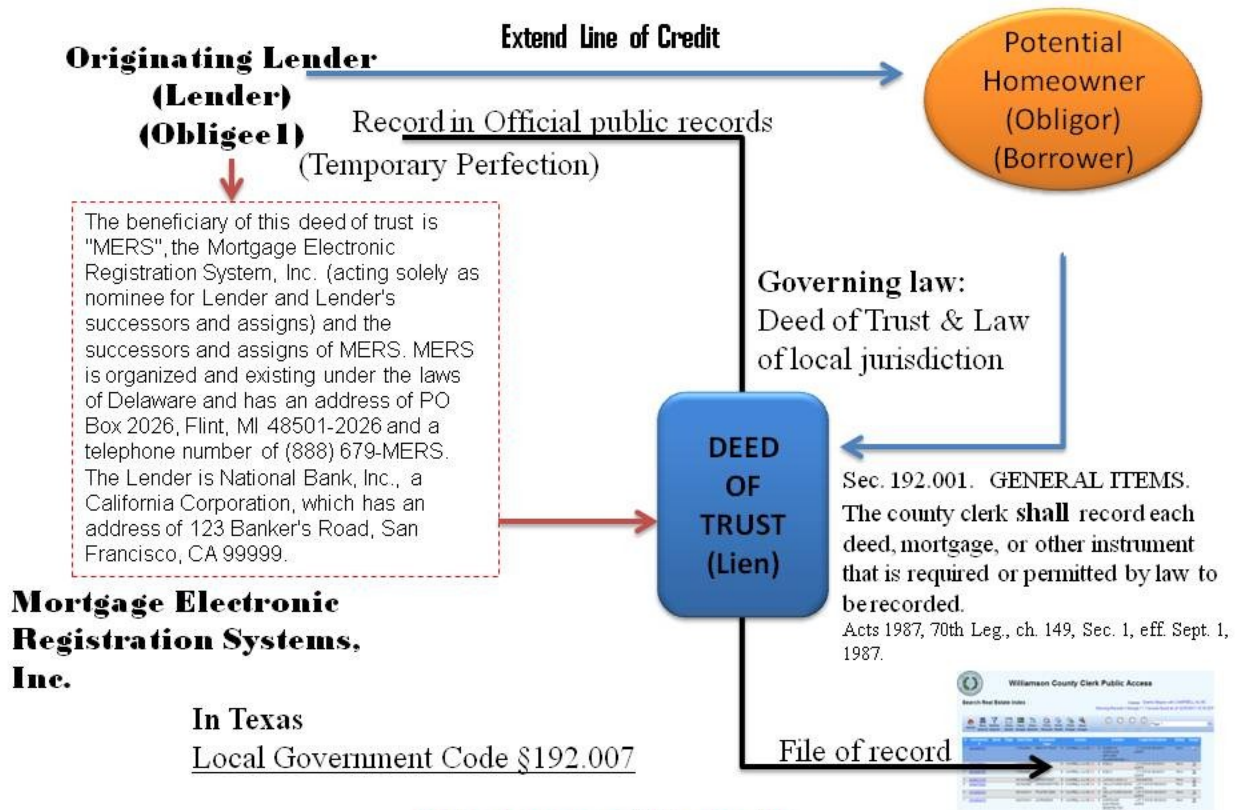 Extend Line of Credit
Originating Lender
(Lender)
(Obligee1)
Potential
Homeowner
(Obligor)
(Borrower)
Record in Official public records
(Temporary Perfection)
The beneficiary of this deed of trust is
"MERS", the Mortgage Electronic
Registration System, Inc. (acting solely as
nominee for Lender and Lender's
successors and assigns) and the
successors and assigns of MERS. MERS
is organized and existing under the laws
of Delaware and has an address of PO
Box 2026, Flint, MI 48501-2026 and a
telephone number of (888) 679-MERS.
The Lender is National Bank, Inc., a
California Corporation, which has an
address of 123 Banker's Road, San
Francisco, CA 99999.
Governing law:
Deed of Trust & Law
of local jurisdiction
DEED
OF
TRUST
(Lien)
Sec. 192.001. GENERAL ITEMS.
The county clerk shall record each
deed, mortgage, or other instrument
that is required or permitted by law to
be recorded.
Acts 1987, 70th Leg., ch. 149, Sec. 1, eff. Sept. 1,
1987.
Mortgage Electronic
Registration Systems,
Inc.
In Texas
Local Government Code §192.007
File of record
Williamson County Clerk Public Access
Search Real Estate Index